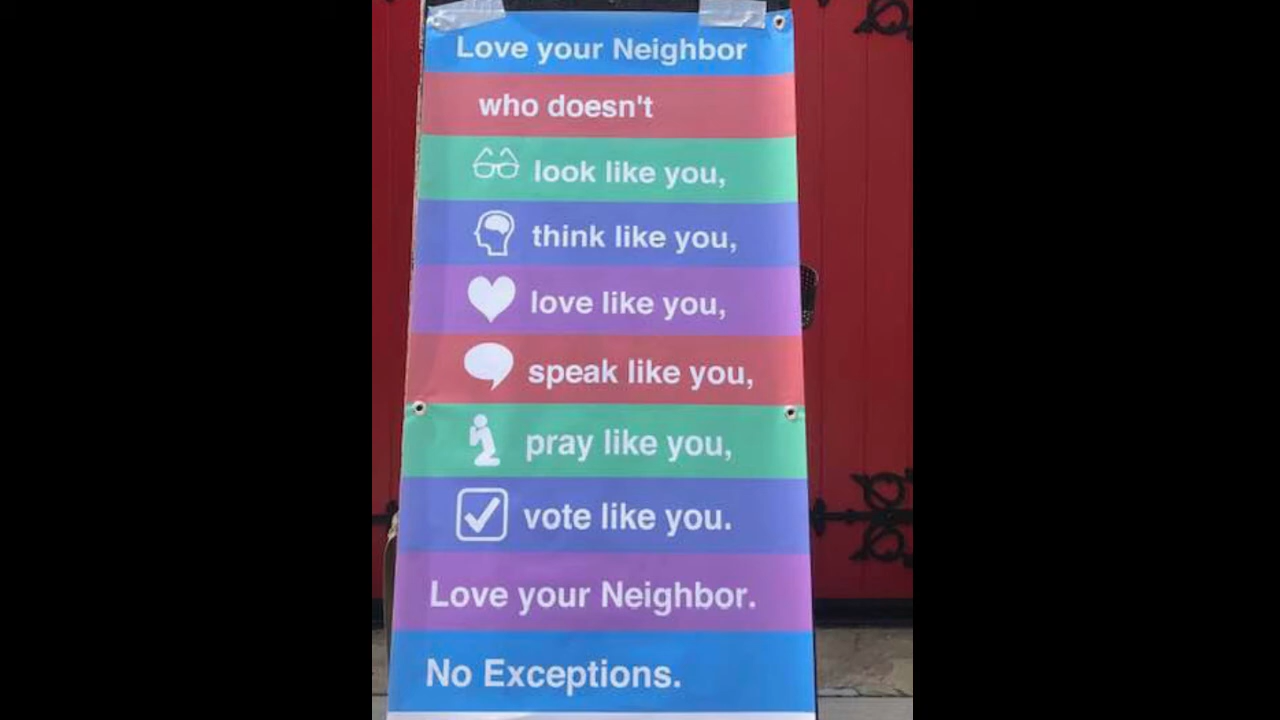 Love your Neighbor
who doesn't
look like you,
think like you,
love like you,
speak like you,
pray like you,
vote like you.
Love your Neighbor.
No Exceptions.